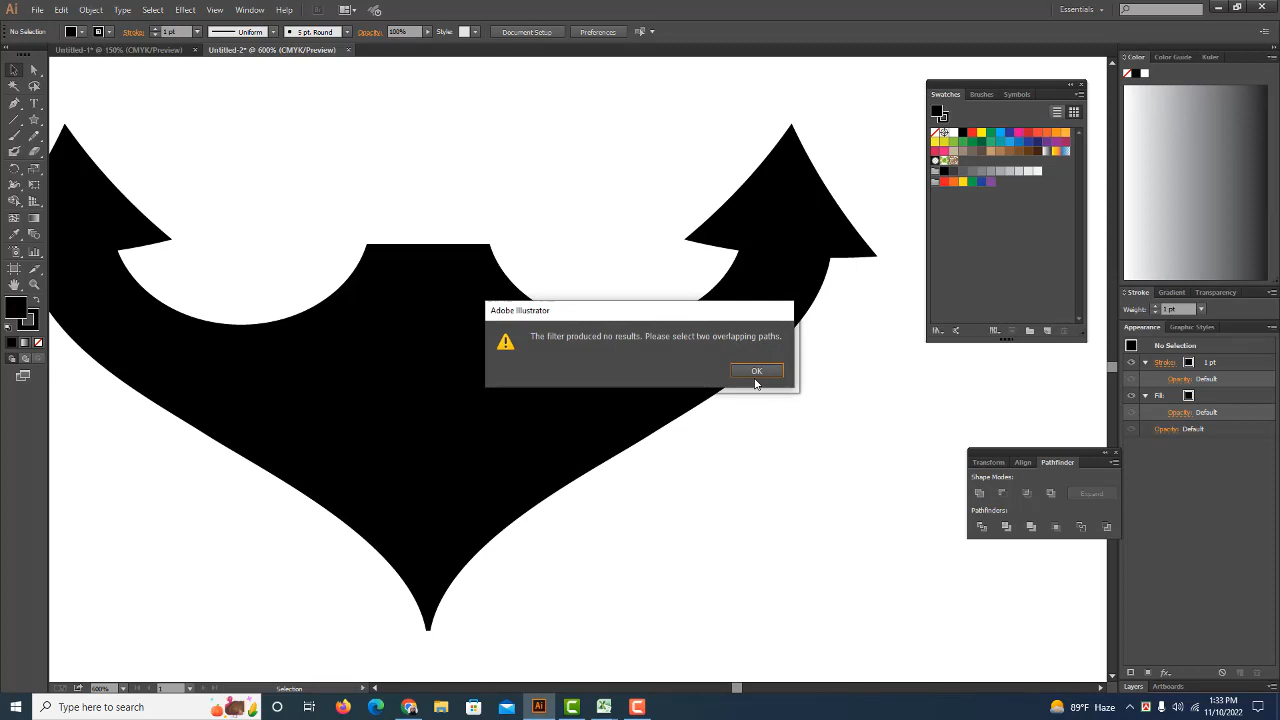 Ai File Edit Object Type Select Effect View Window Help Br Essentials
No Selection Stroke: 1 pt Uniform 5 pt. Round Opacity: 100% Style: Document Setup Preferences
Untitled-1* @ 150% (CMYK/Preview) × Untitled-2* @ 600% (CMYK/Preview) ×
Color Color Guide Kuler
Swatches Brushes Symbols
Adobe Illustrator
The filter produced no results. Please select two overlapping paths.
OK
Stroke Gradient Transparency
Weight: 1 pt
Appearance Graphic Styles
No Selection
Stroke: 1 pt
Opacity: Default
Fill:
Opacity: Default
Opacity: Default
Transform Align Pathfinder
Shape Modes:
Expand
Pathfinders:
fx
600% 1 Selection
Layers Artboards
Type here to search
Ai
89°F Haze
1:33 PM
11/10/2022